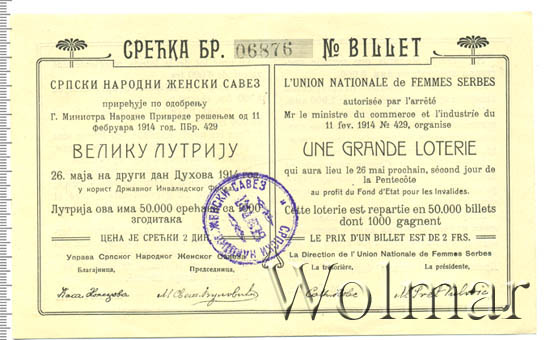 СРЕЋКА БР. 06876 № BILLET
СРПСКИ НАРОДНИ ЖЕНСКИ САВЕЗ
приређује по одобрењу
Г. Министра Народне Привреде решењем од 11
фебруара 1914 год. ПБр. 429
ВЕЛИКУ ЛУТРИЈУ
26. маја на други дан Духова 1914 год.
у корист Државног Инвалидског
Лутрија ова има 50.000 срећака са 1000
згодитака
ЦЕНА ЈЕ СРЕЋКИ 2 ДИН.
Управа Српског Народног Женског Савеза
Благајница, Председница,
L'UNION NATIONALE de FEMMES SERBES
autorisée par l'arrêté
Mr le ministre du commerce et l'industrie du
11 fev. 1914 № 429, organise
UNE GRANDE LOTERIE
qui aura lieu le 26 mai prochain, sécond jour de
la Pentecôte
au profit du Fond d'Etat pour les Invalides.
Cette loterie est repartie en 50.000 billets
dont 1000 gagnent
LE PRIX D'UN BILLET EST DE 2 FRS.
La Direction de l'Union Nationale de Femmes Serbes
La trésorière, La présidente,
СРПСКИ НАРОДНИ ЖЕНСКИ САВЕЗ
Wolmar